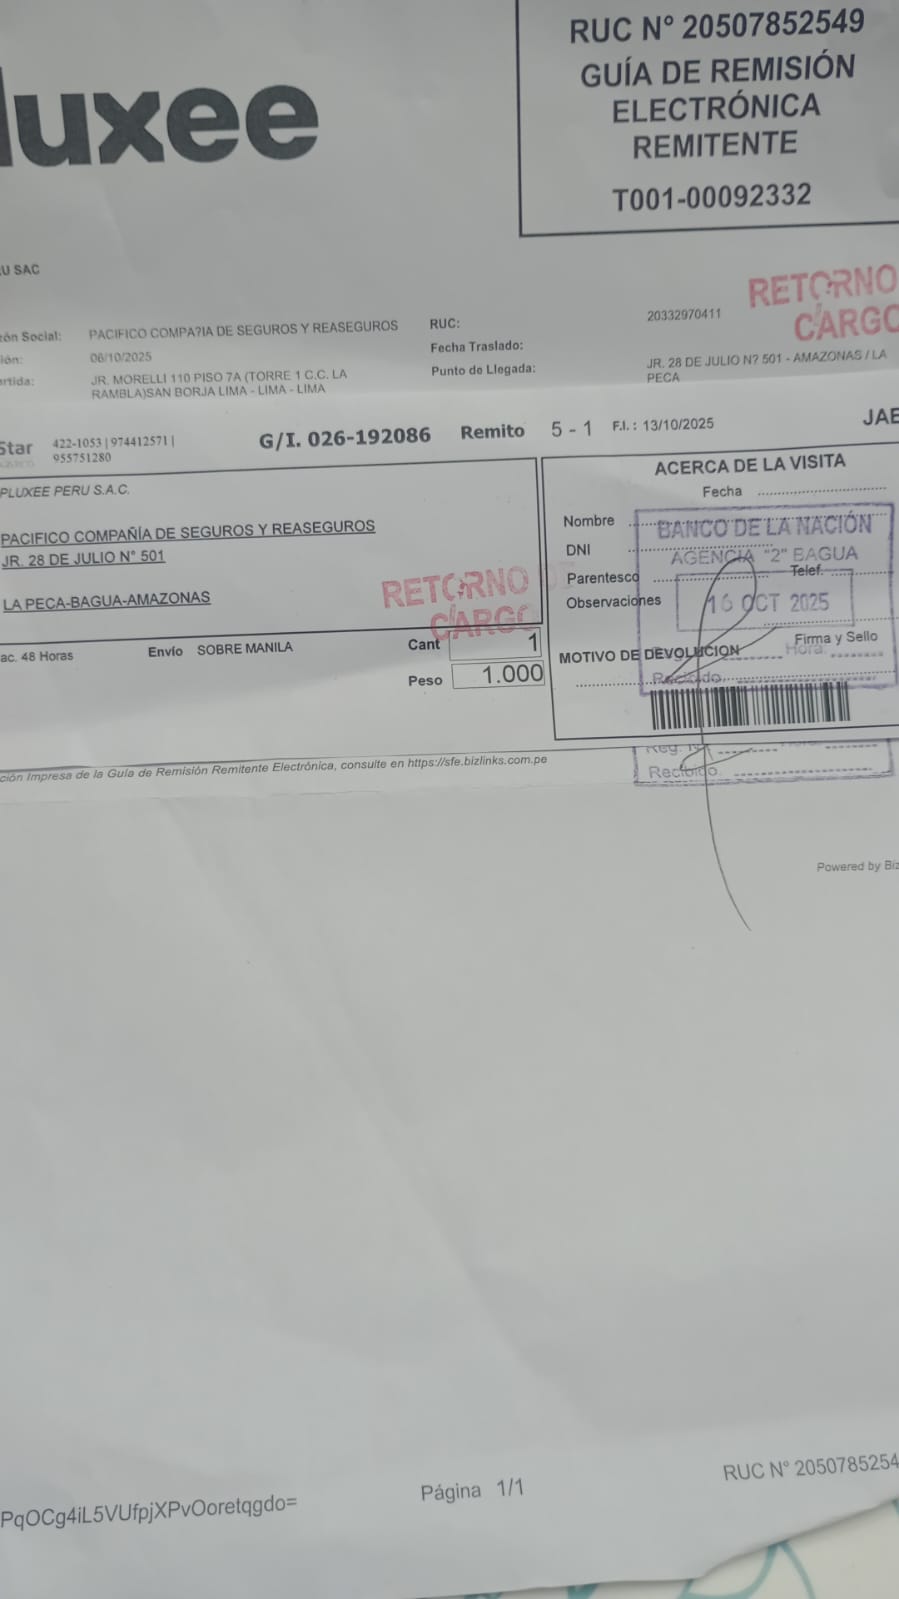 luxee
RUC N° 20507852549
GUÍA DE REMISIÓN
ELECTRÓNICA
REMITENTE
T001-00092332
U SAC
RETORNO
CARGO
ón Social: PACIFICO COMPA?IA DE SEGUROS Y REASEGUROS RUC: 20332970411
ión: 06/10/2025 Fecha Traslado:
rtida: JR. MORELLI 110 PISO 7A (TORRE 1 C.C. LA Punto de Llegada: JR. 28 DE JULIO N? 501 - AMAZONAS / LA
RAMBLA)SAN BORJA LIMA - LIMA - LIMA PECA
Star 422-1053 | 974412571 | G/I. 026-192086 Remito 5 - 1 F.I. : 13/10/2025 JAE
955751280
PLUXEE PERU S.A.C.
PACIFICO COMPAÑÍA DE SEGUROS Y REASEGUROS
JR. 28 DE JULIO N° 501
LA PECA-BAGUA-AMAZONAS
RETORNO
CARGO
ac. 48 Horas Envío SOBRE MANILA Cant 1
Peso 1.000
ACERCA DE LA VISITA
Fecha
Nombre
DNI
Parentesco Telef.
Observaciones
Firma y Sello
MOTIVO DE DEVOLUCION
BANCO DE LA NACIÓN
AGENCIA "2" BAGUA
16 OCT 2025
Hora:
Recibido
ción Impresa de la Guía de Remisión Remitente Electrónica, consulte en https://sfe.bizlinks.com.pe
Reg. N
Recibido
Powered by Biz
PqOCg4iL5VUfpjXPvOoretqgdo=
Página 1/1
RUC N° 2050785254